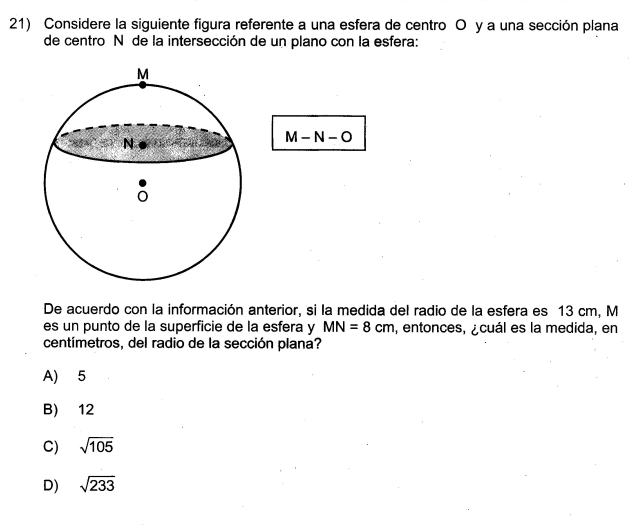 21) Considere la siguiente figura referente a una esfera de centro O y a una sección plana
de centro N de la intersección de un plano con la esfera:
M
N
M – N – O
O
De acuerdo con la información anterior, si la medida del radio de la esfera es 13 cm, M
es un punto de la superficie de la esfera y MN = 8 cm, entonces, ¿cuál es la medida, en
centímetros, del radio de la sección plana?
A) 5
B) 12
C) √105
D) √233